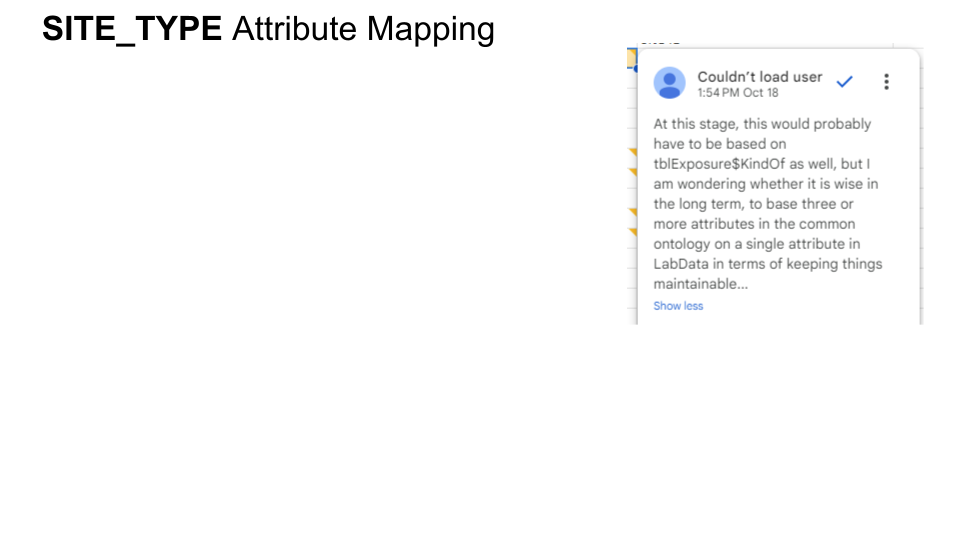 SITE_TYPE Attribute Mapping
Couldn't load user
1:54 PM Oct 18
At this stage, this would probably
have to be based on
tblExposure$KindOf as well, but I
am wondering whether it is wise in
the long term, to base three or
more attributes in the common
ontology on a single attribute in
LabData in terms of keeping things
maintainable...
Show less